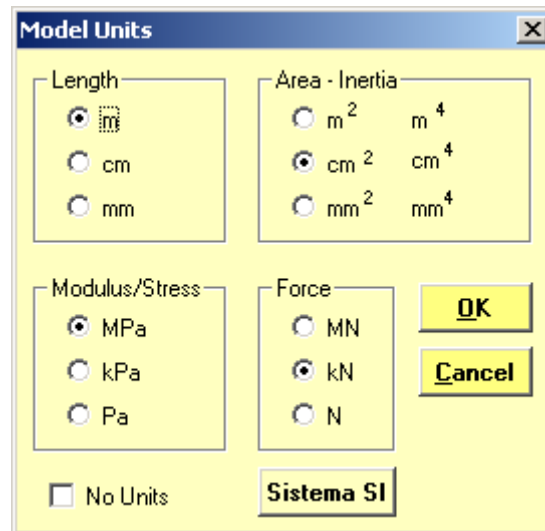 Model Units
Length
m
cm
mm
Area - Inertia
m² m⁴
cm² cm⁴
mm² mm⁴
Modulus/Stress
MPa
kPa
Pa
Force
MN
kN
N
OK
Cancel
No Units
Sistema SI